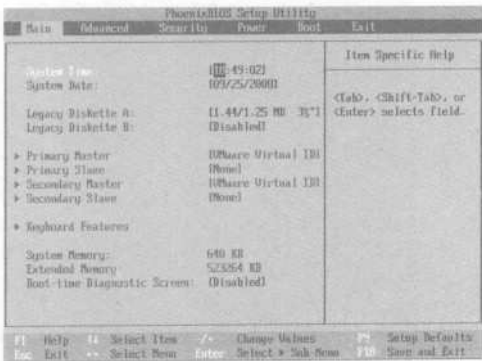 PhoenixBIOS Setup Utility
Main Advanced Security Power Boot Exit
System Time: :49:02]
System Date: [09/25/2008]
Legacy Diskette A: [1.44/1.25 MB 3½"]
Legacy Diskette B: [Disabled]
▶ Primary Master [VMware Virtual IDE
▶ Primary Slave [None]
▶ Secondary Master [VMware Virtual IDE
▶ Secondary Slave [None]
▶ Keyboard Features
System Memory: 640 KB
Extended Memory: 523264 KB
Boot-time Diagnostic Screen: [Disabled]
Item Specific Help
<Tab>, <Shift-Tab>, or
<Enter> selects field.
F1 Help ↑↓ Select Item -/+ Change Values F9 Setup Defaults
Esc Exit ↔ Select Menu Enter Select ▶ Sub-Menu F10 Save and Exit